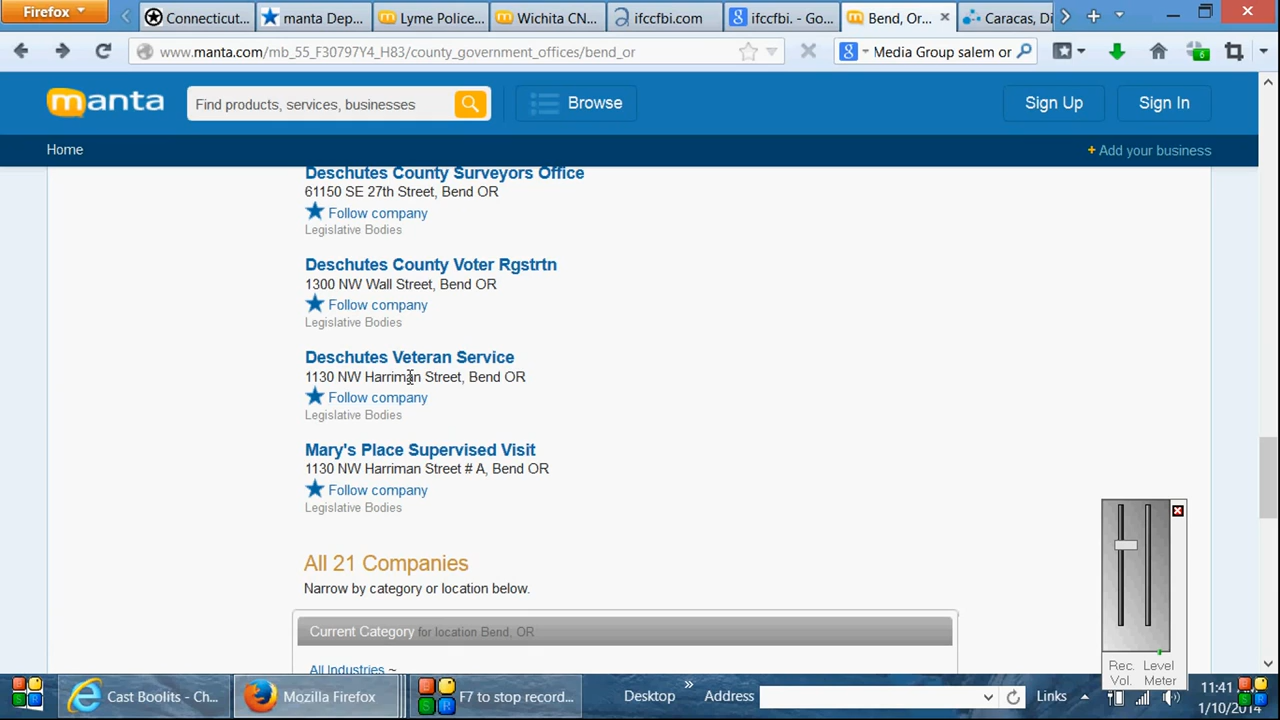 Firefox
Connecticut...
manta Dep...
Lyme Police...
Wichita CN...
ifccfbi.com
ifccfbi. - Go...
Bend, Or...
Caracas, Di
www.manta.com/mb_55_F30797Y4_H83/county_government_offices/bend_or
Media Group salem or
6
manta
Find products, services, businesses
Browse
Sign Up
Sign In
Home
+ Add your business
Deschutes County Surveyors Office
61150 SE 27th Street, Bend OR
Follow company
Legislative Bodies
Deschutes County Voter Rgstrtn
1300 NW Wall Street, Bend OR
Follow company
Legislative Bodies
Deschutes Veteran Service
1130 NW Harriman Street, Bend OR
Follow company
Legislative Bodies
Mary's Place Supervised Visit
1130 NW Harriman Street # A, Bend OR
Follow company
Legislative Bodies
All 21 Companies
Narrow by category or location below.
Current Category for location Bend, OR
All Industries ~
Rec. Level
Vol. Meter
Cast Boolits - Ch...
Mozilla Firefox
F7 to stop record...
Desktop
»
Address
Links
11:41 A
1/10/2014